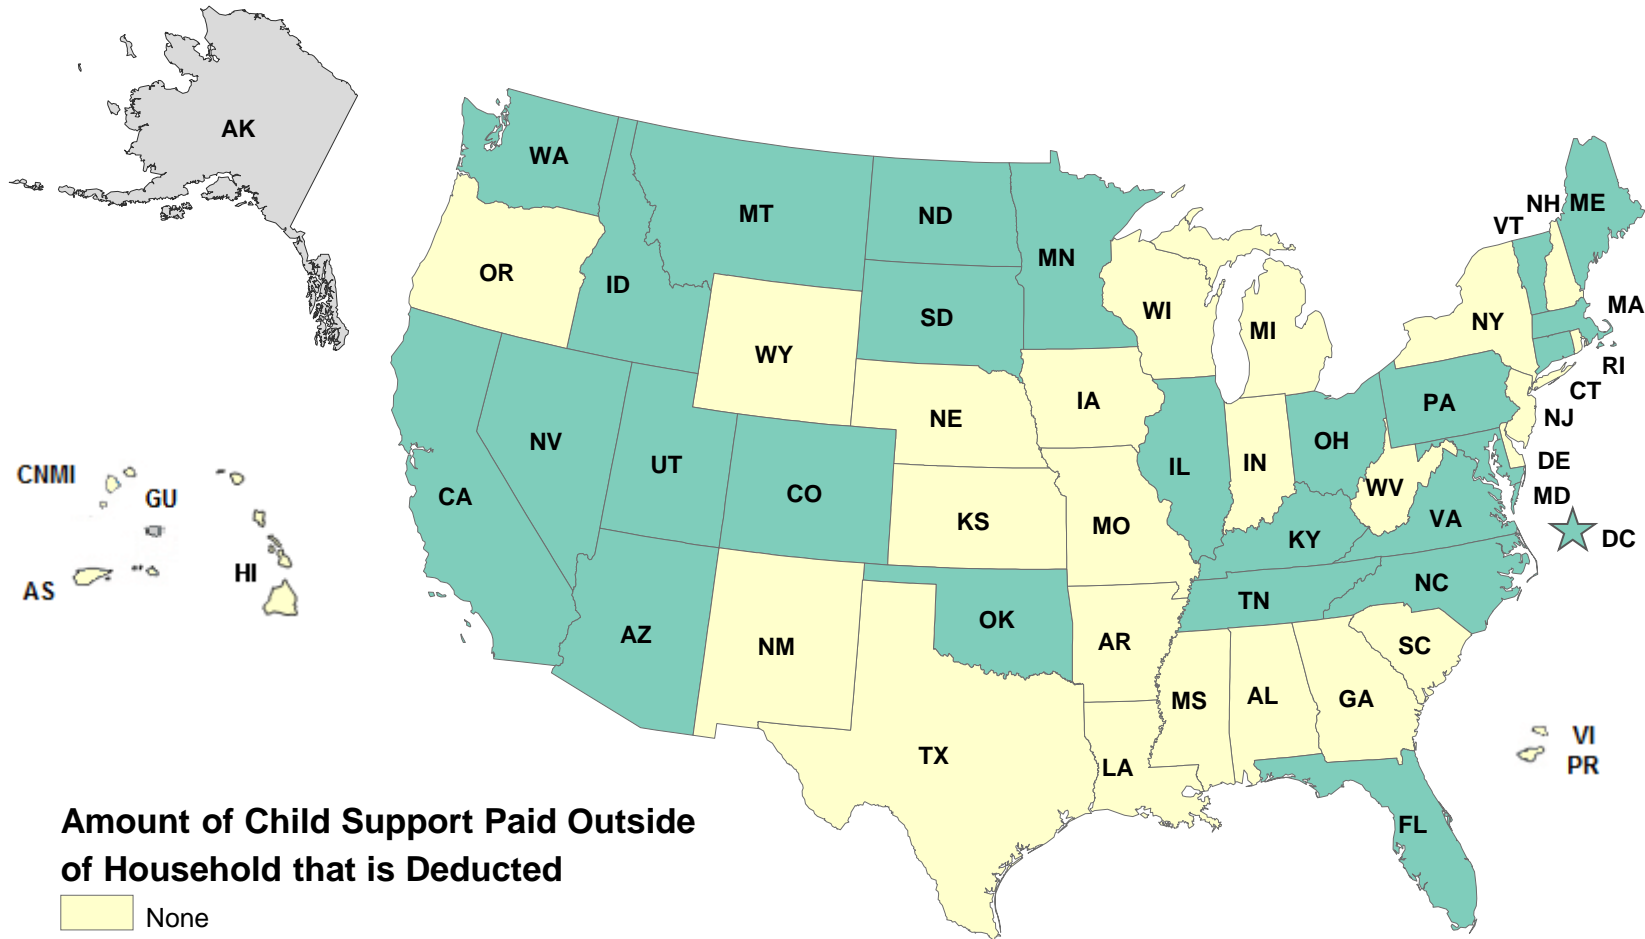 AK
WA
MT
ND
MN
OR
ID
SD
WY
WI
MI
NY
VT
NH
ME
MA
RI
CT
NJ
PA
IA
NE
NV
UT
CO
CA
IL
IN
OH
WV
DE
MD
DC
VA
KY
KS
MO
CNMI
GU
AS
HI
AZ
NM
OK
AR
TN
NC
SC
MS
AL
GA
TX
LA
FL
VI
PR
Amount of Child Support Paid Outside
of Household that is Deducted
None